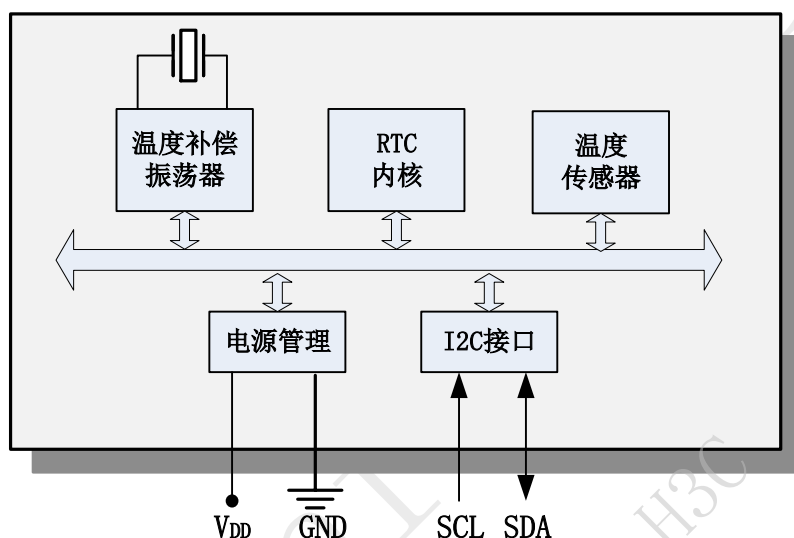 温度补偿
振荡器
RTC
内核
温度
传感器
电源管理
I2C接口
VDD
GND
SCL
SDA
H3C